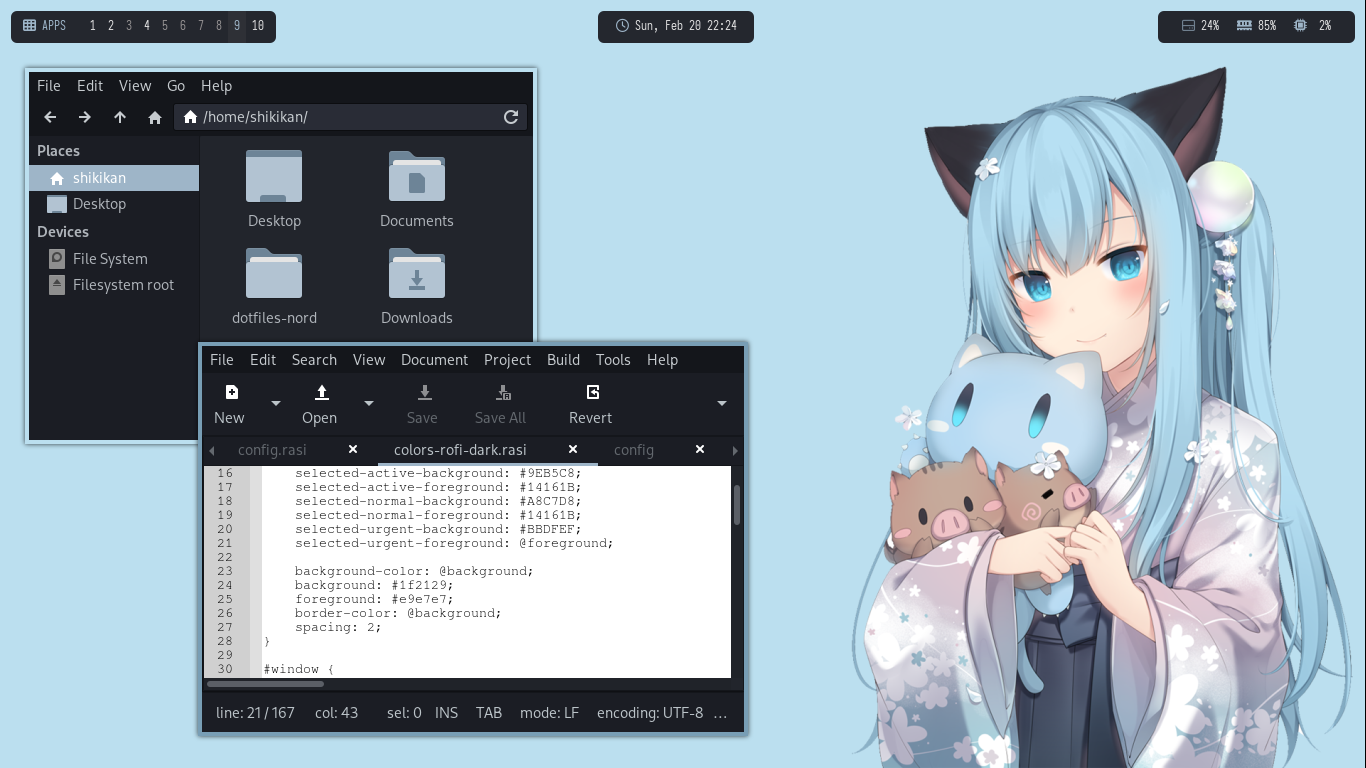 APPS 1 2 3 4 5 6 7 8 9 10
Sun, Feb 20 22:24
24% 85% 2%
File Edit View Go Help
/home/shikikan/
Places
shikikan
Desktop
Devices
File System
Filesystem root
Desktop
Documents
dotfiles-nord
Downloads
File Edit Search View Document Project Build Tools Help
New Open Save Save All Revert
config.rasi colors-rofi-dark.rasi config
16 selected-active-background: #9EB5C8;
17 selected-active-foreground: #14161B;
18 selected-normal-background: #A8C7D8;
19 selected-normal-foreground: #14161B;
20 selected-urgent-background: #BBDFEF;
21 selected-urgent-foreground: @foreground;
22
23 background-color: @background;
24 background: #1f2129;
25 foreground: #e9e7e7;
26 border-color: @background;
27 spacing: 2;
28 }
29
30 #window {
line: 21 / 167 col: 43 sel: 0 INS TAB mode: LF encoding: UTF-8 ...